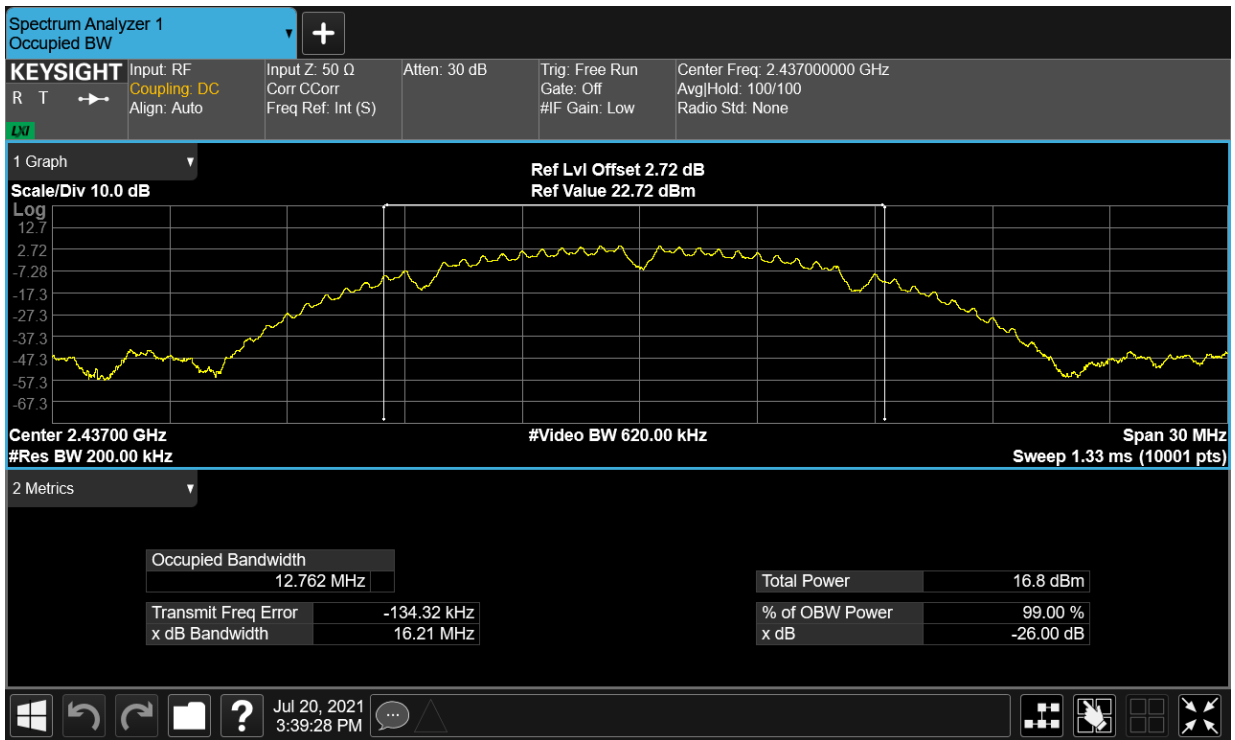 Spectrum Analyzer 1
Occupied BW
KEYSIGHT
R T
LXI
Input: RF
Coupling: DC
Align: Auto
Input Z: 50 Ω
Corr CCorr
Freq Ref: Int (S)
Atten: 30 dB
Trig: Free Run
Gate: Off
#IF Gain: Low
Center Freq: 2.437000000 GHz
Avg|Hold: 100/100
Radio Std: None
1 Graph
Scale/Div 10.0 dB
Ref Lvl Offset 2.72 dB
Ref Value 22.72 dBm
Log
12.7
2.72
-7.28
-17.3
-27.3
-37.3
-47.3
-57.3
-67.3
Center 2.43700 GHz
#Res BW 200.00 kHz
#Video BW 620.00 kHz
Span 30 MHz
Sweep 1.33 ms (10001 pts)
2 Metrics
Occupied Bandwidth
12.762 MHz
Transmit Freq Error -134.32 kHz
x dB Bandwidth 16.21 MHz
Total Power 16.8 dBm
% of OBW Power 99.00 %
x dB -26.00 dB
?
Jul 20, 2021
3:39:28 PM